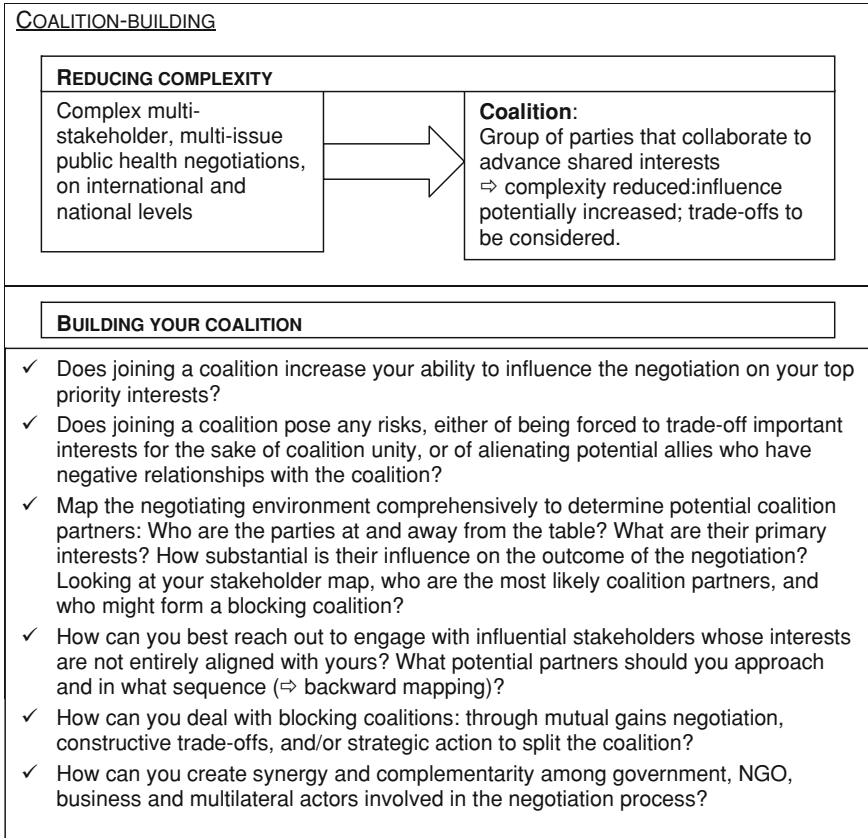 COALITION-BUILDING
REDUCING COMPLEXITY
Complex multi-
stakeholder, multi-issue
public health negotiations,
on international and
national levels
Coalition:
Group of parties that collaborate to
advance shared interests
⇨ complexity reduced:influence
potentially increased; trade-offs to
be considered.
BUILDING YOUR COALITION
✓ Does joining a coalition increase your ability to influence the negotiation on your top
priority interests?
✓ Does joining a coalition pose any risks, either of being forced to trade-off important
interests for the sake of coalition unity, or of alienating potential allies who have
negative relationships with the coalition?
✓ Map the negotiating environment comprehensively to determine potential coalition
partners: Who are the parties at and away from the table? What are their primary
interests? How substantial is their influence on the outcome of the negotiation?
Looking at your stakeholder map, who are the most likely coalition partners, and
who might form a blocking coalition?
✓ How can you best reach out to engage with influential stakeholders whose interests
are not entirely aligned with yours? What potential partners should you approach
and in what sequence (⇨ backward mapping)?
✓ How can you deal with blocking coalitions: through mutual gains negotiation,
constructive trade-offs, and/or strategic action to split the coalition?
✓ How can you create synergy and complementarity among government, NGO,
business and multilateral actors involved in the negotiation process?